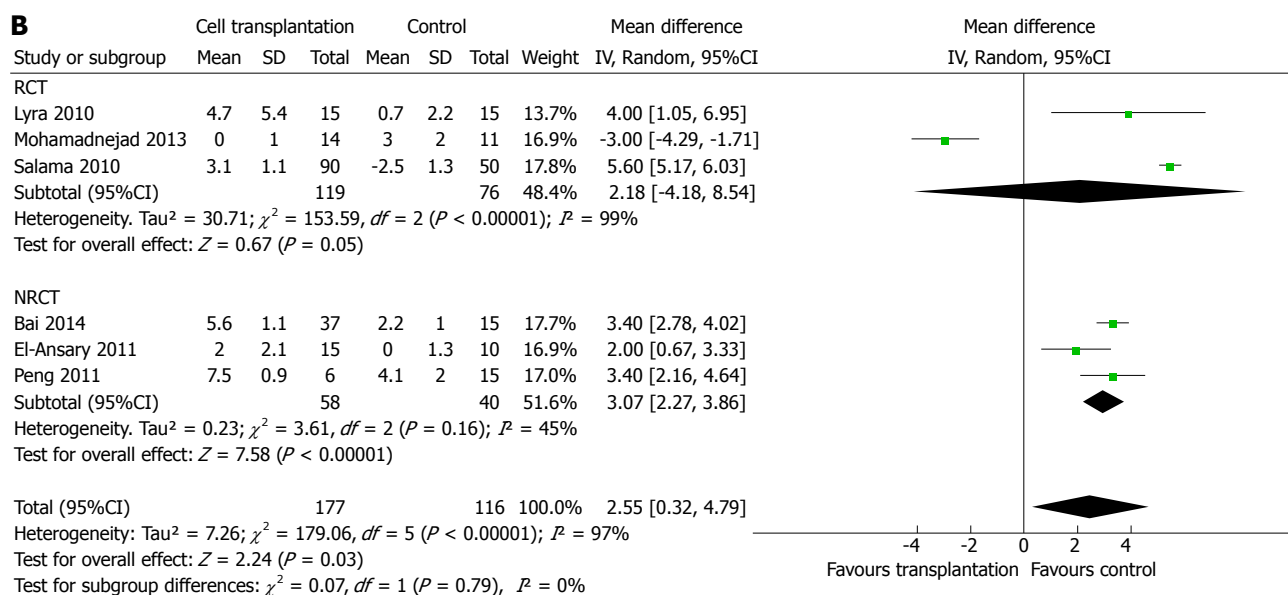 B
Cell transplantation Control Mean difference Mean difference
Study or subgroup Mean SD Total Mean SD Total Weight IV, Random, 95%CI IV, Random, 95%CI
RCT
Lyra 2010 4.7 5.4 15 0.7 2.2 15 13.7% 4.00 [1.05, 6.95]
Mohamadnejad 2013 0 1 14 3 2 11 16.9% -3.00 [-4.29, -1.71]
Salama 2010 3.1 1.1 90 -2.5 1.3 50 17.8% 5.60 [5.17, 6.03]
Subtotal (95%CI) 119 76 48.4% 2.18 [-4.18, 8.54]
Heterogeneity. Tau² = 30.71; χ² = 153.59, df = 2 (P < 0.00001); I² = 99%
Test for overall effect: Z = 0.67 (P = 0.05)
NRCT
Bai 2014 5.6 1.1 37 2.2 1 15 17.7% 3.40 [2.78, 4.02]
El-Ansary 2011 2 2.1 15 0 1.3 10 16.9% 2.00 [0.67, 3.33]
Peng 2011 7.5 0.9 6 4.1 2 15 17.0% 3.40 [2.16, 4.64]
Subtotal (95%CI) 58 40 51.6% 3.07 [2.27, 3.86]
Heterogeneity. Tau² = 0.23; χ² = 3.61, df = 2 (P = 0.16); I² = 45%
Test for overall effect: Z = 7.58 (P < 0.00001)
Total (95%CI) 177 116 100.0% 2.55 [0.32, 4.79]
Heterogeneity: Tau² = 7.26; χ² = 179.06, df = 5 (P < 0.00001); I² = 97%
Test for overall effect: Z = 2.24 (P = 0.03)
Test for subgroup differences: χ² = 0.07, df = 1 (P = 0.79), I² = 0%
-4 -2 0 2 4
Favours transplantation Favours control